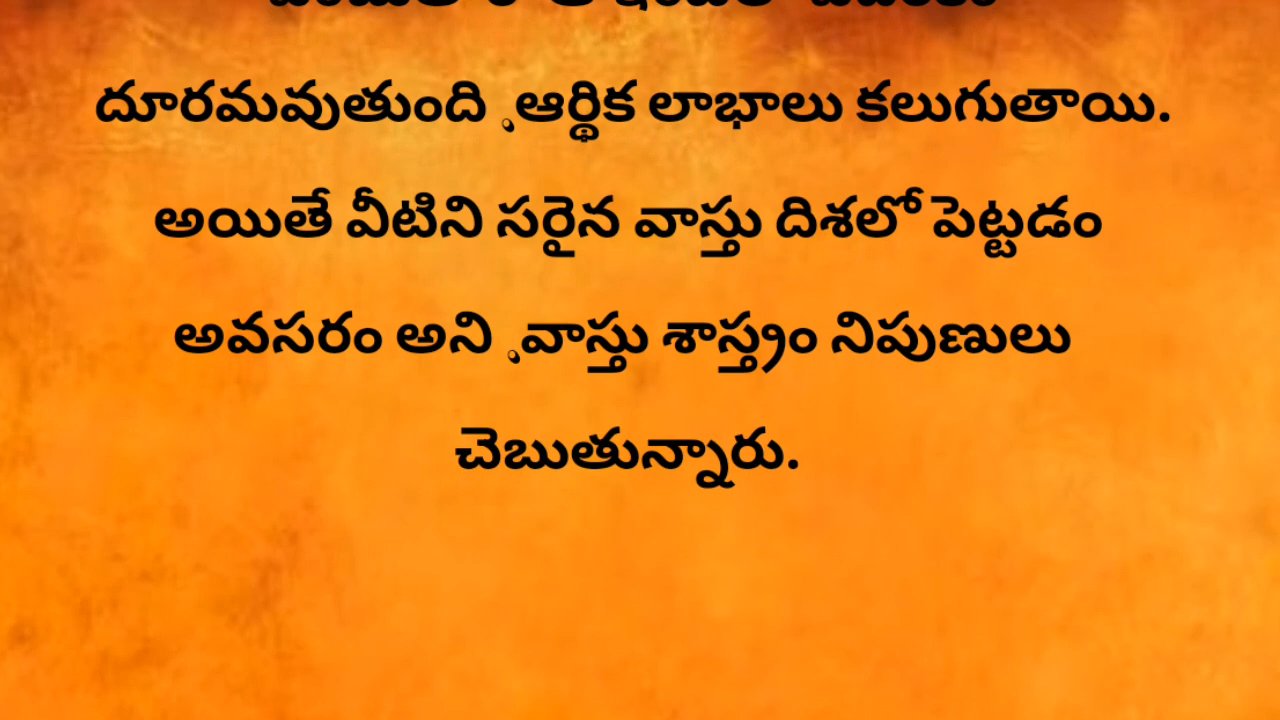 దూరమవుతుంది ,ఆర్థిక లాభాలు కలుగుతాయి.
అయితే వీటిని సరైన వాస్తు దిశలో పెట్టడం
అవసరం అని ,వాస్తు శాస్త్రం నిపుణులు
చెబుతున్నారు.